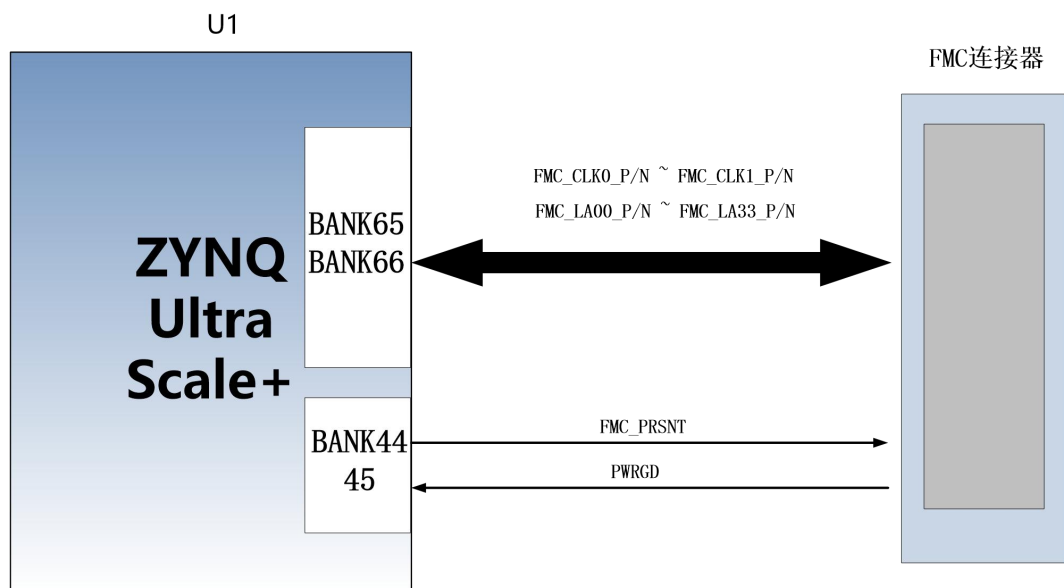 U1
FMC连接器
FMC_CLK0_P/N ~ FMC_CLK1_P/N
FMC_LA00_P/N ~ FMC_LA33_P/N
BANK65
BANK66
ZYNQ
Ultra
Scale+
BANK44
45
FMC_PRSNT
PWRGD